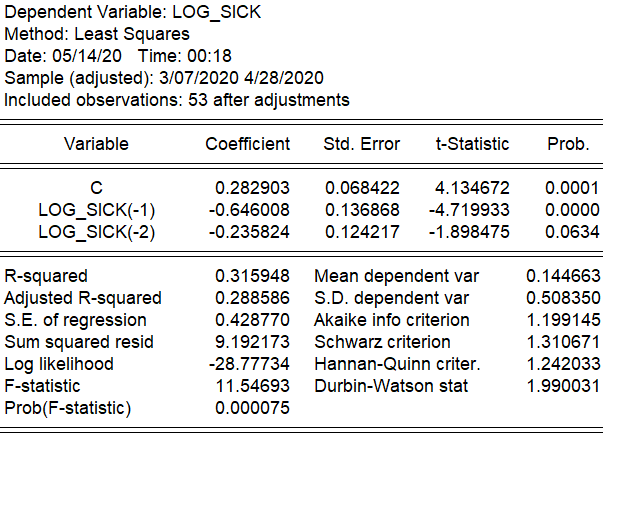 Dependent Variable: LOG_SICK
Method: Least Squares
Date: 05/14/20 Time: 00:18
Sample (adjusted): 3/07/2020 4/28/2020
Included observations: 53 after adjustments
Variable Coefficient Std. Error t-Statistic Prob.
C 0.282903 0.068422 4.134672 0.0001
LOG_SICK(-1) -0.646008 0.136868 -4.719933 0.0000
LOG_SICK(-2) -0.235824 0.124217 -1.898475 0.0634
R-squared 0.315948 Mean dependent var 0.144663
Adjusted R-squared 0.288586 S.D. dependent var 0.508350
S.E. of regression 0.428770 Akaike info criterion 1.199145
Sum squared resid 9.192173 Schwarz criterion 1.310671
Log likelihood -28.77734 Hannan-Quinn criter. 1.242033
F-statistic 11.54693 Durbin-Watson stat 1.990031
Prob(F-statistic) 0.000075